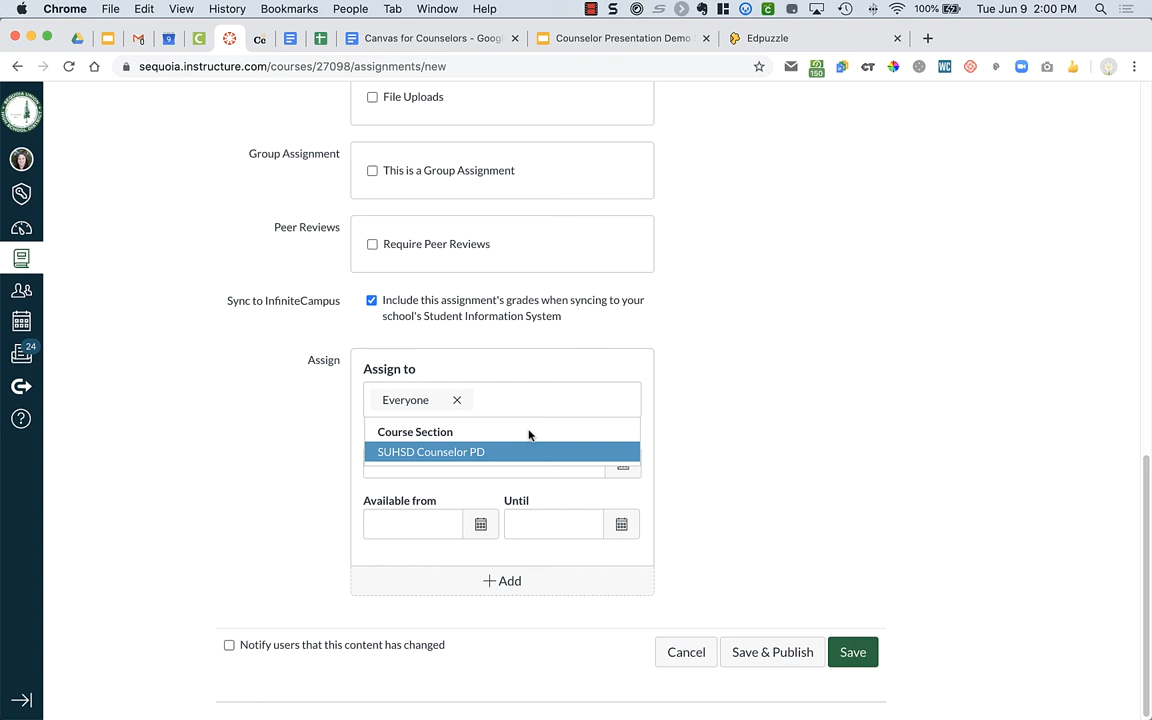 Chrome File Edit View History Bookmarks People Tab Window Help 100% Tue Jun 9 2:00 PM
Canvas for Counselors - Googl Counselor Presentation Demo Edpuzzle
sequoia.instructure.com/courses/27098/assignments/new
File Uploads
Group Assignment
This is a Group Assignment
Peer Reviews
Require Peer Reviews
Sync to InfiniteCampus
Include this assignment's grades when syncing to your
school's Student Information System
24
Assign
Assign to
Everyone
Course Section
SUHSD Counselor PD
Available from Until
Add
Notify users that this content has changed
Cancel Save & Publish Save